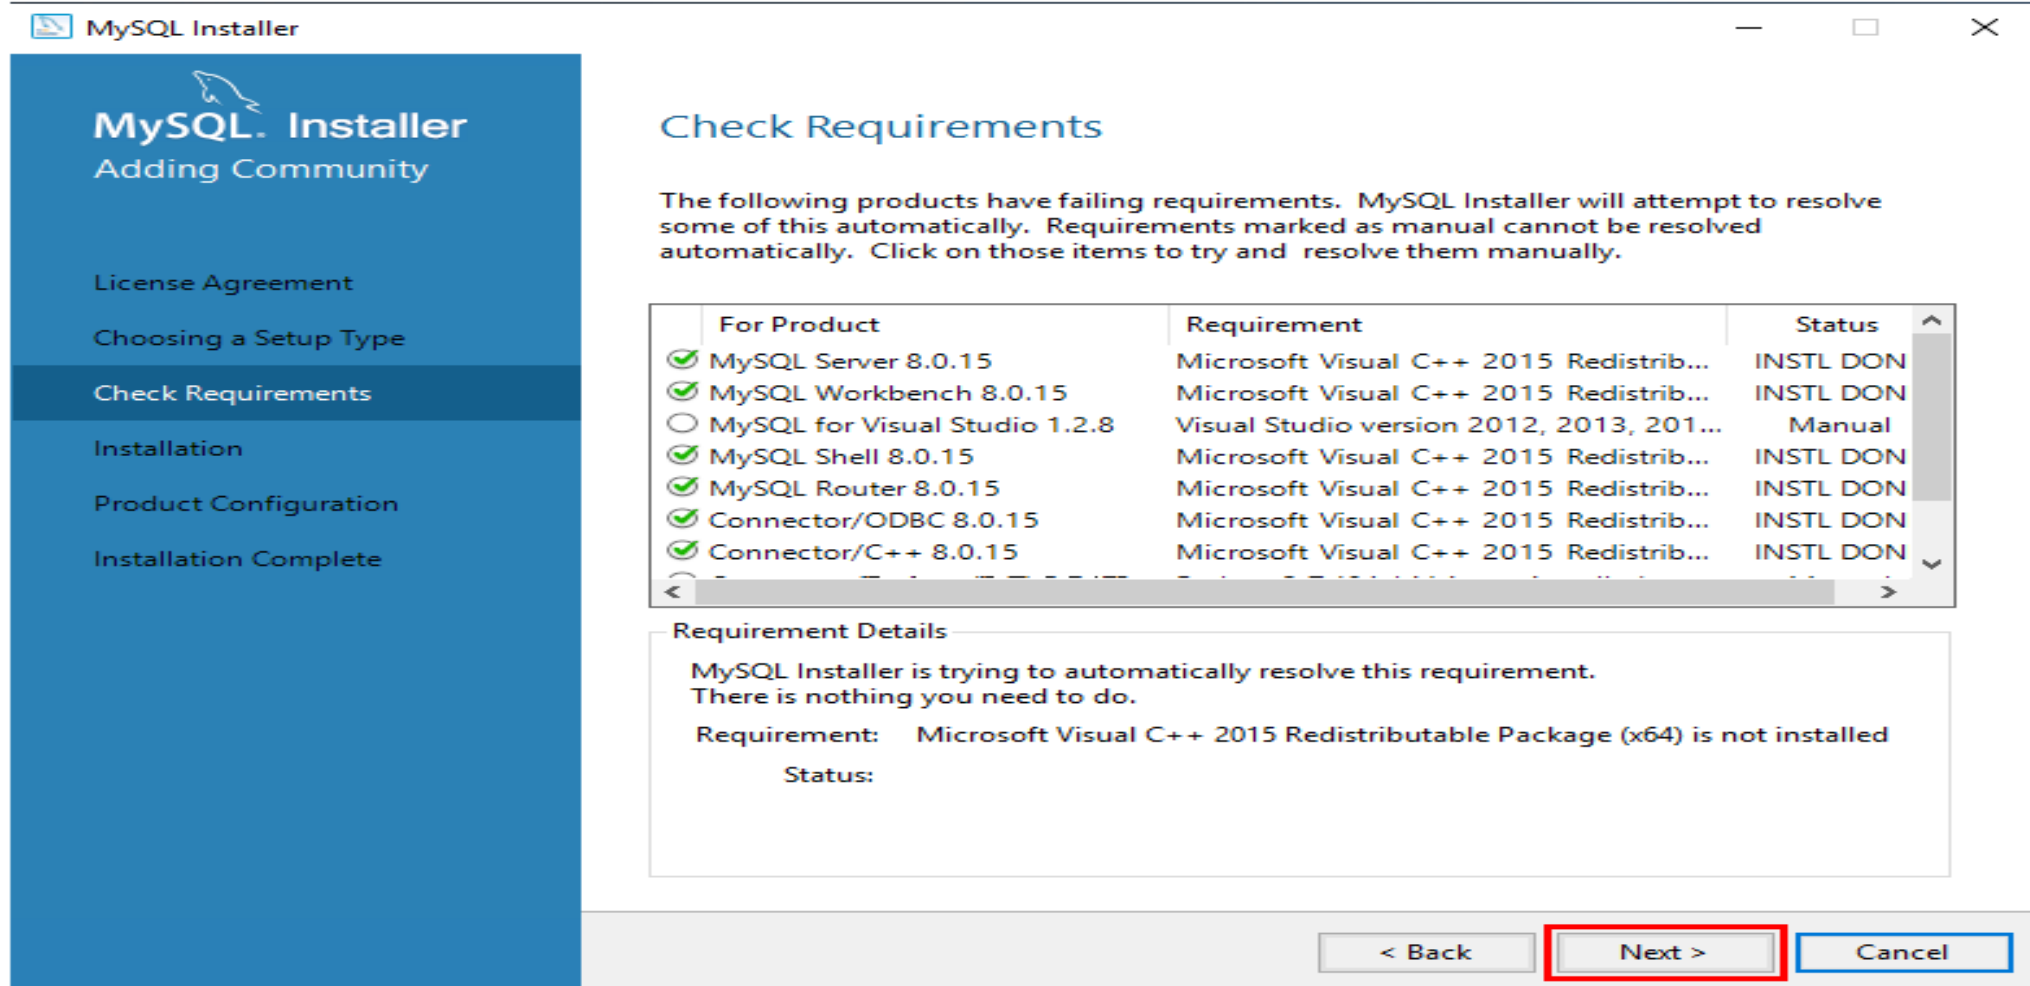 MySQL Installer
MySQL. Installer
Adding Community
License Agreement
Choosing a Setup Type
Check Requirements
Installation
Product Configuration
Installation Complete
Check Requirements
The following products have failing requirements. MySQL Installer will attempt to resolve
some of this automatically. Requirements marked as manual cannot be resolved
automatically. Click on those items to try and resolve them manually.
For Product Requirement Status
MySQL Server 8.0.15 Microsoft Visual C++ 2015 Redistrib... INSTL DON
MySQL Workbench 8.0.15 Microsoft Visual C++ 2015 Redistrib... INSTL DON
MySQL for Visual Studio 1.2.8 Visual Studio version 2012, 2013, 201... Manual
MySQL Shell 8.0.15 Microsoft Visual C++ 2015 Redistrib... INSTL DON
MySQL Router 8.0.15 Microsoft Visual C++ 2015 Redistrib... INSTL DON
Connector/ODBC 8.0.15 Microsoft Visual C++ 2015 Redistrib... INSTL DON
Connector/C++ 8.0.15 Microsoft Visual C++ 2015 Redistrib... INSTL DON
Requirement Details
MySQL Installer is trying to automatically resolve this requirement.
There is nothing you need to do.
Requirement: Microsoft Visual C++ 2015 Redistributable Package (x64) is not installed
Status:
< Back Next > Cancel